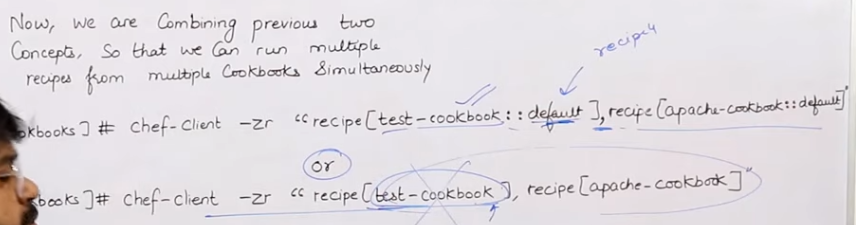 Now, we are Combining previous two
Concepts, So that we Can run multiple
recipes from multiple Cookbooks Simultaneously
recipe4
okbooks] # chef-client -zr "recipe[test-cookbook::default],recipe[apache-cookbook::default]"
or
books]# chef-client -zr "recipe[test-cookbook], recipe[apache-cookbook]"